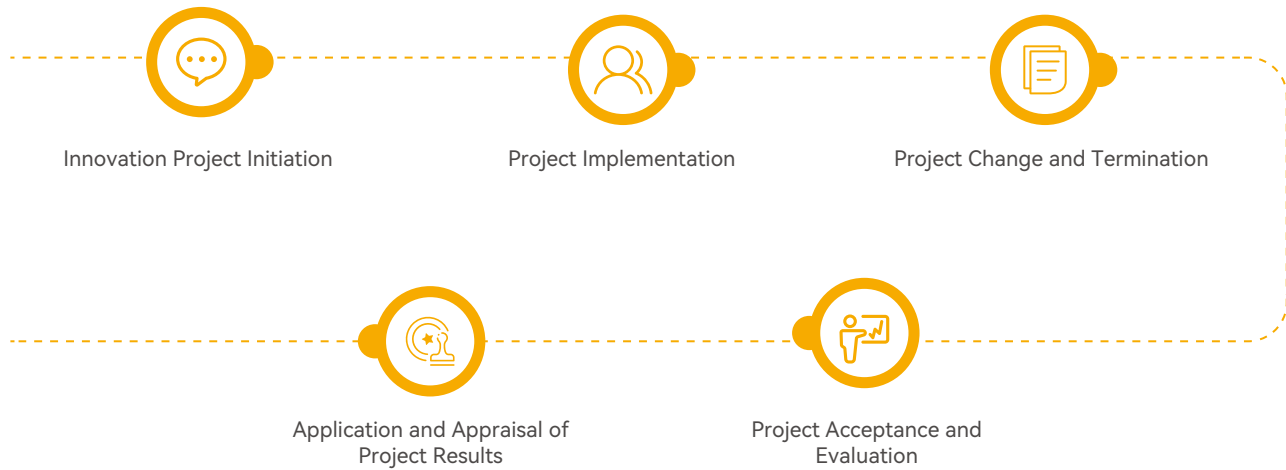 Innovation Project Initiation
Project Implementation
Project Change and Termination
Application and Appraisal of
Project Results
Project Acceptance and
Evaluation